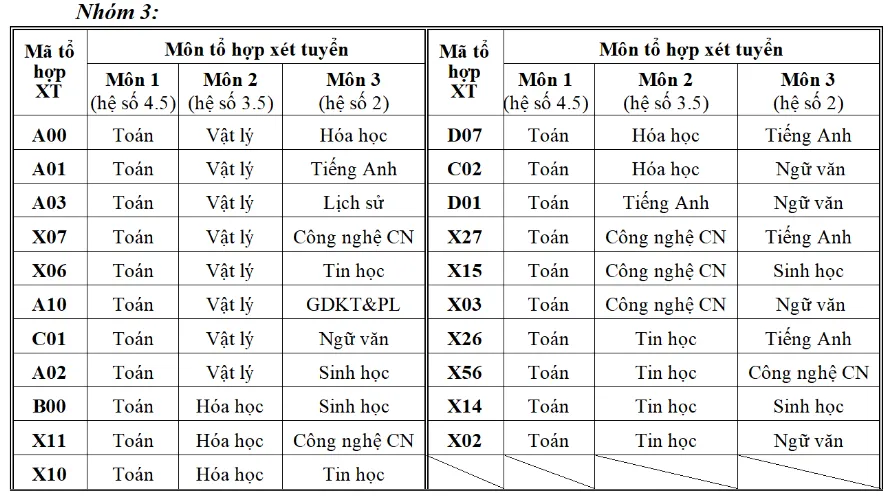 Nhóm 3:
Mã tổ hợp XT | Môn tổ hợp xét tuyển | Mã tổ hợp XT | Môn tổ hợp xét tuyển
Môn 1 (hệ số 4.5) | Môn 2 (hệ số 3.5) | Môn 3 (hệ số 2) | Môn 1 (hệ số 4.5) | Môn 2 (hệ số 3.5) | Môn 3 (hệ số 2)
A00 | Toán | Vật lý | Hóa học | D07 | Toán | Hóa học | Tiếng Anh
A01 | Toán | Vật lý | Tiếng Anh | C02 | Toán | Hóa học | Ngữ văn
A03 | Toán | Vật lý | Lịch sử | D01 | Toán | Tiếng Anh | Ngữ văn
X07 | Toán | Vật lý | Công nghệ CN | X27 | Toán | Công nghệ CN | Tiếng Anh
X06 | Toán | Vật lý | Tin học | X15 | Toán | Công nghệ CN | Sinh học
A10 | Toán | Vật lý | GDKT&PL | X03 | Toán | Công nghệ CN | Ngữ văn
C01 | Toán | Vật lý | Ngữ văn | X26 | Toán | Tin học | Tiếng Anh
A02 | Toán | Vật lý | Sinh học | X56 | Toán | Tin học | Công nghệ CN
B00 | Toán | Hóa học | Sinh học | X14 | Toán | Tin học | Sinh học
X11 | Toán | Hóa học | Công nghệ CN | X02 | Toán | Tin học | Ngữ văn
X10 | Toán | Hóa học | Tin học